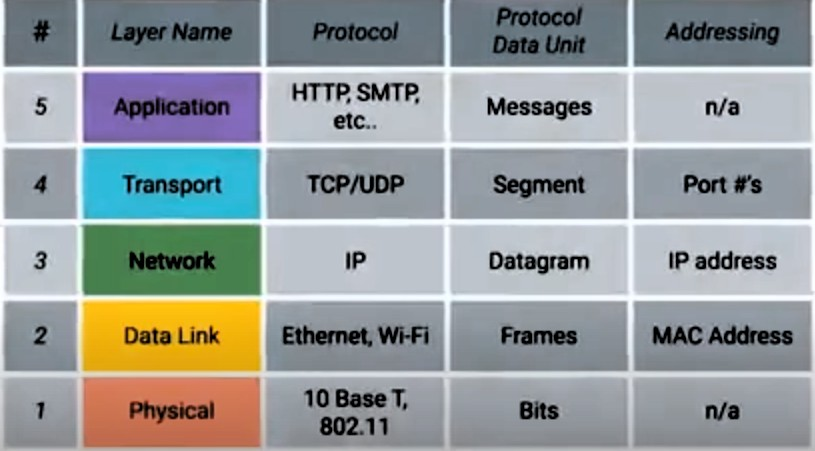 # Layer Name Protocol Protocol Data Unit Addressing
5 Application HTTP, SMTP, etc.. Messages n/a
4 Transport TCP/UDP Segment Port #'s
3 Network IP Datagram IP address
2 Data Link Ethernet, Wi-Fi Frames MAC Address
1 Physical 10 Base T, 802.11 Bits n/a